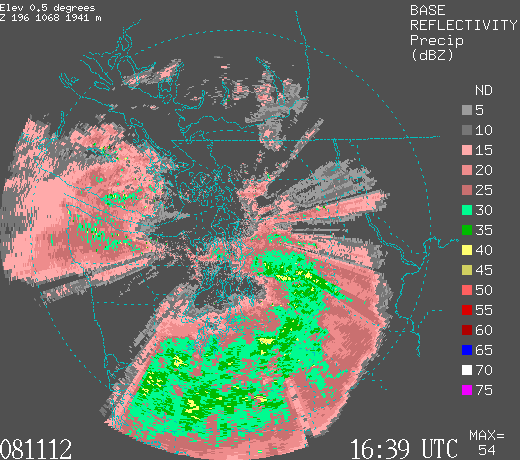 Elev 0.5 degrees
Z 196 1068 1941 m
BASE
REFLECTIVITY
Precip
(dBZ)
ND
5
10
15
20
25
30
35
40
45
50
55
60
65
70
75
MAX=
54
081112
16:39 UTC